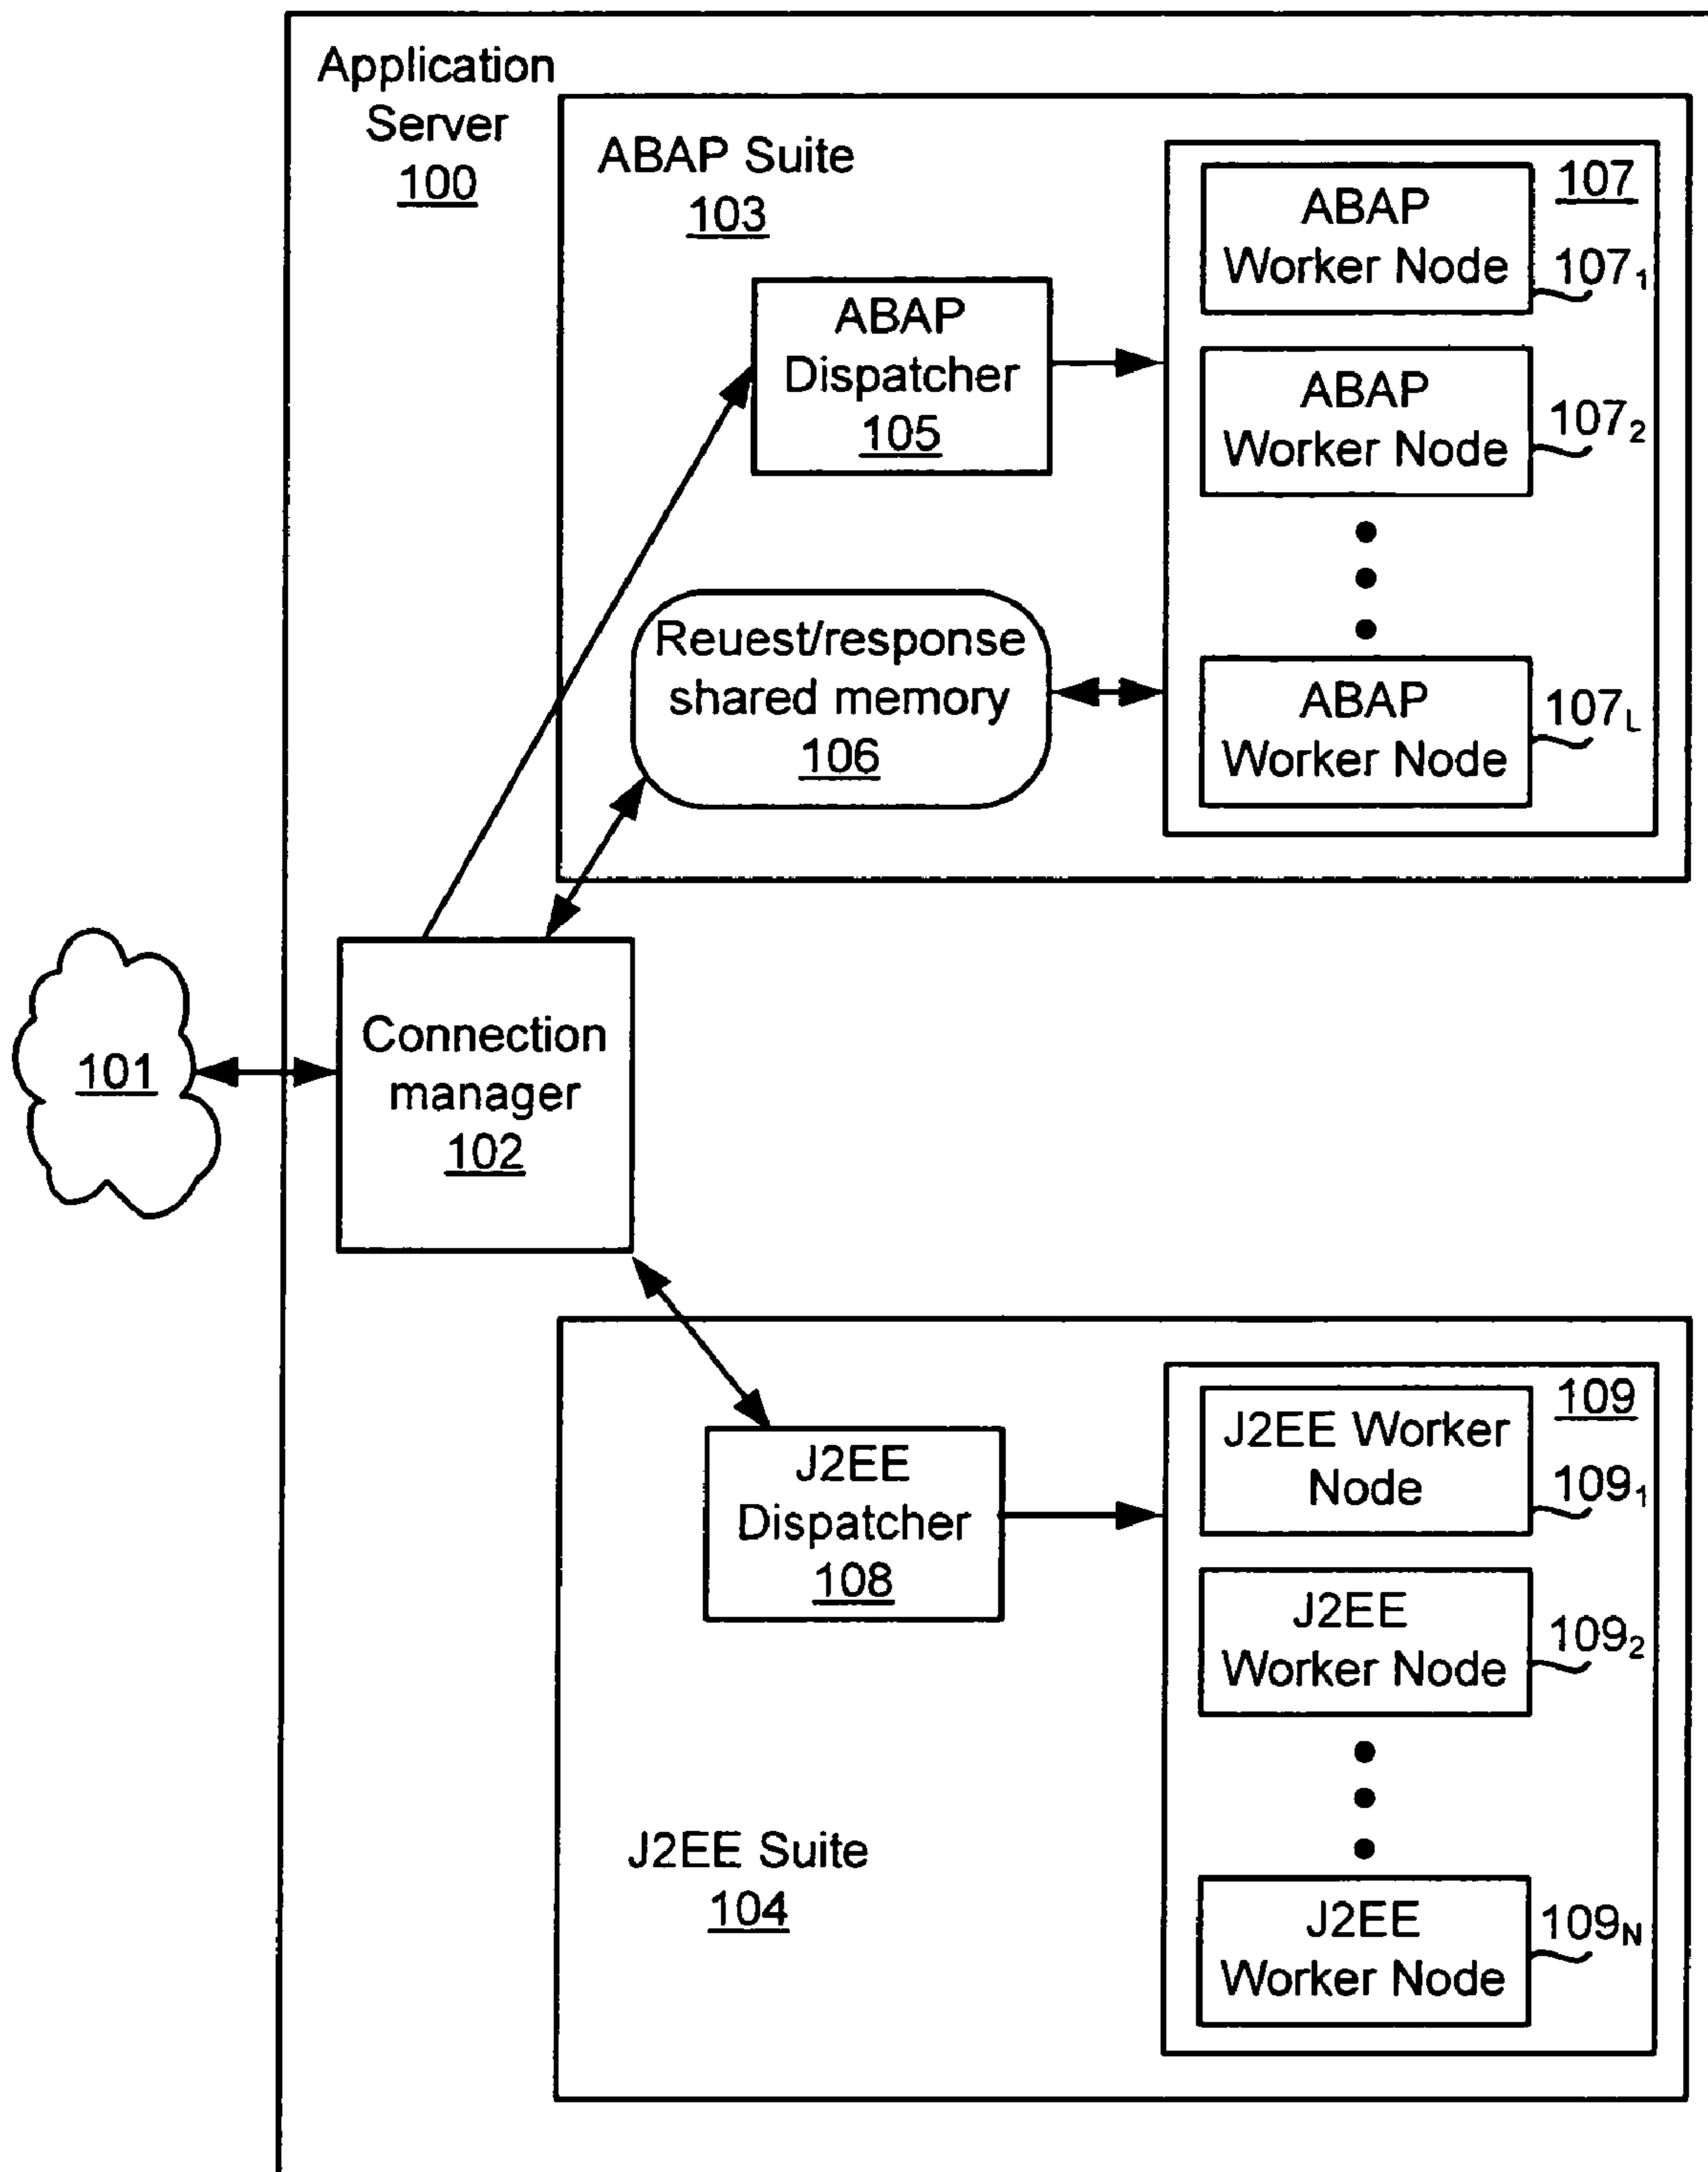 Application
Server
100
ABAP Suite
103
107
ABAP
Worker Node
107₁
ABAP
Dispatcher
105
ABAP
Worker Node
107₂
Reuest/response
shared memory
106
ABAP
Worker Node
107L
101
Connection
manager
102
109
J2EE Worker
Node
109₁
J2EE
Dispatcher
108
J2EE
Worker Node
109₂
J2EE Suite
104
J2EE
Worker Node
109N